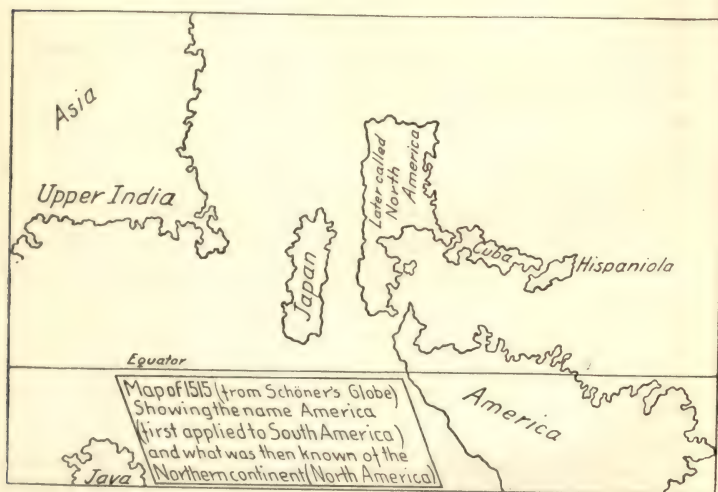 Asia
Upper India
Japan
Later called
North
America
Cuba
Hispaniola
Equator
America
Java
Map of 1515 (from Schöner's Globe)
Showing the name America
(first applied to South America)
and what was then known of the
Northern continent (North America)